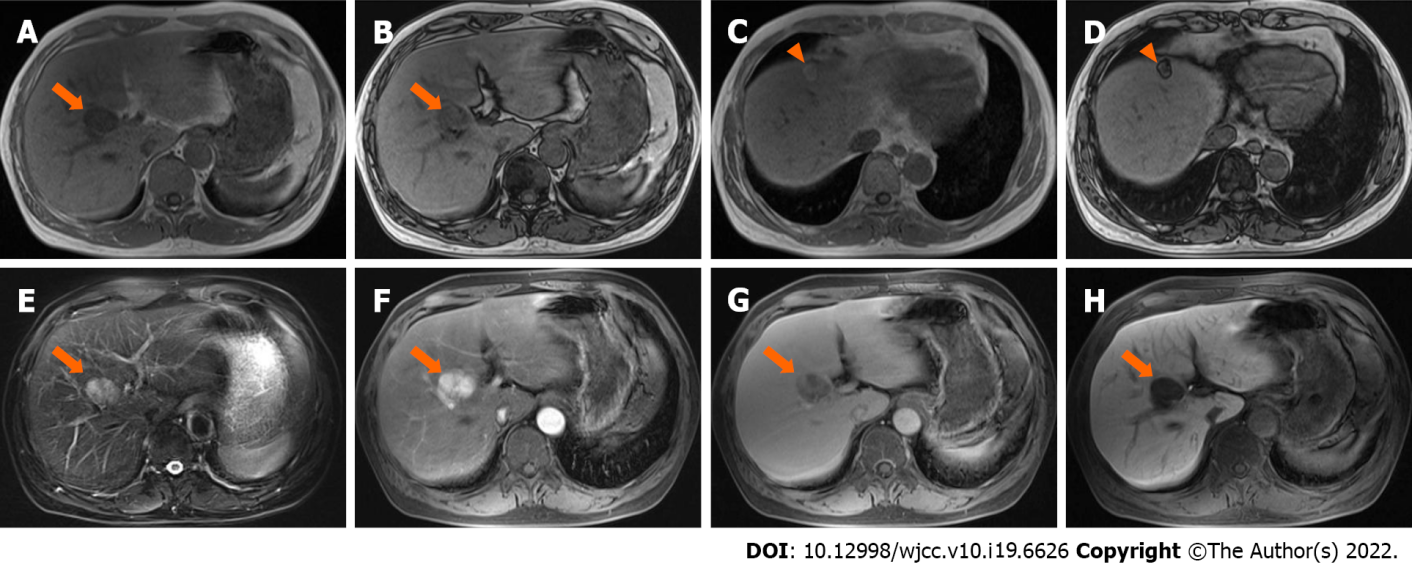 A B C D
E F G H
DOI: 10.12998/wjcc.v10.i19.6626 Copyright ©The Author(s) 2022.